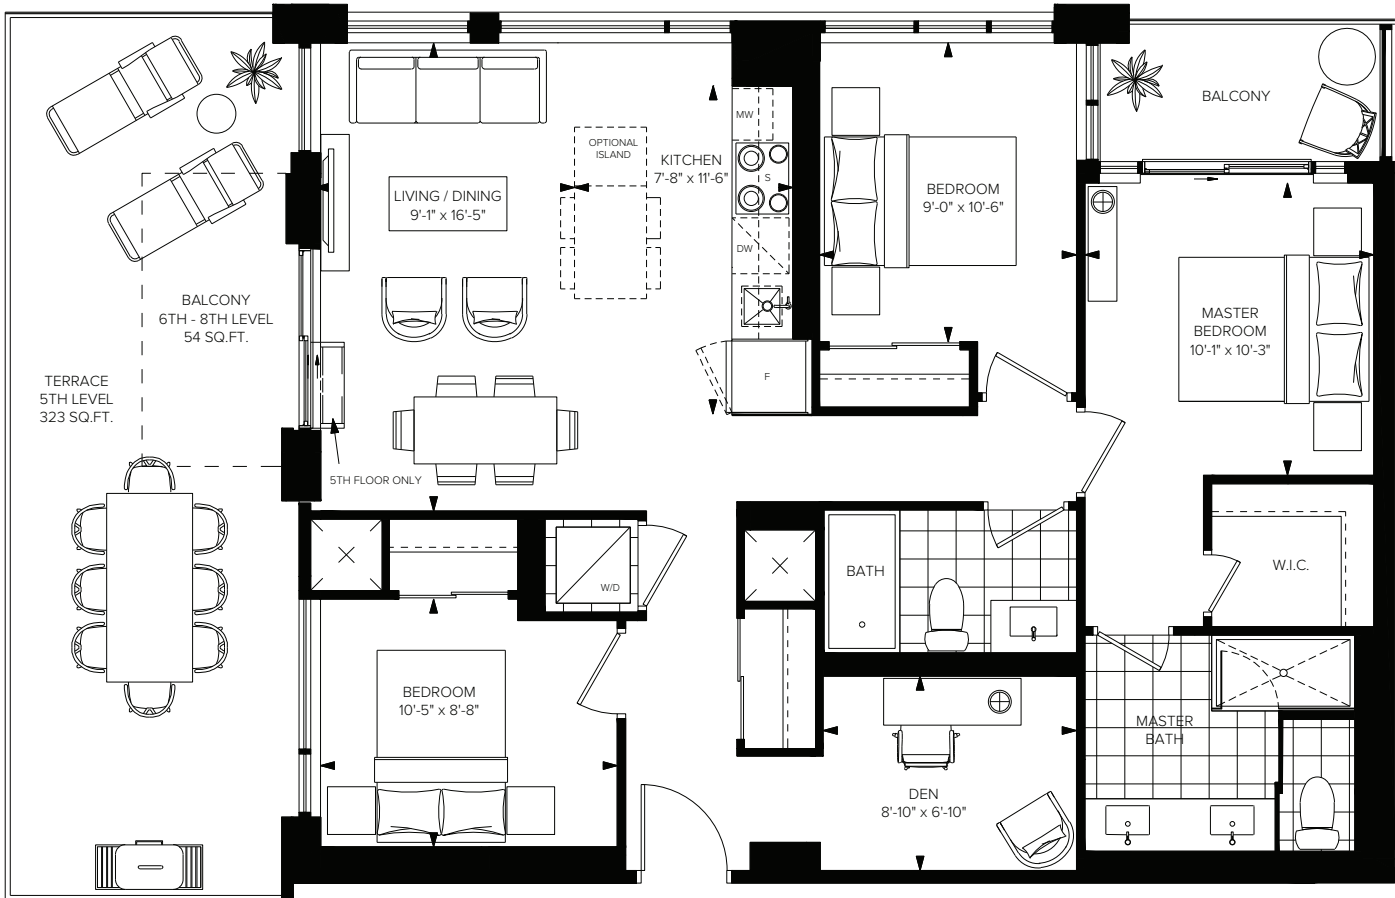 BALCONY
MW
OPTIONAL
ISLAND
KITCHEN
7'-8" x 11'-6"
S
LIVING / DINING
9'-1" x 16'-5"
BEDROOM
9'-0" x 10'-6"
DW
BALCONY
6TH - 8TH LEVEL
54 SQ.FT.
MASTER
BEDROOM
10'-1" x 10'-3"
TERRACE
5TH LEVEL
323 SQ.FT.
F
5TH FLOOR ONLY
W/D
BATH
W.I.C.
BEDROOM
10'-5" x 8'-8"
MASTER
BATH
DEN
8'-10" x 6'-10"